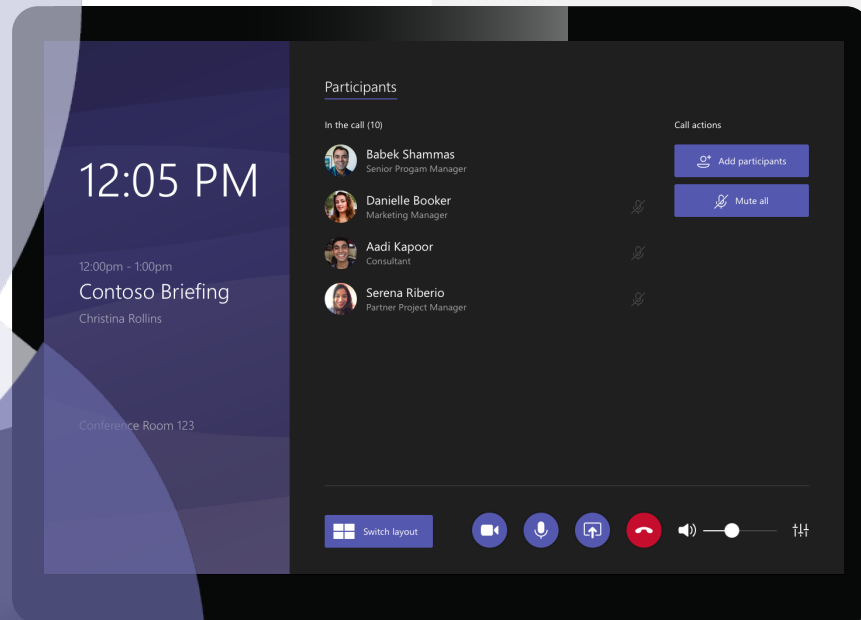 12:05 PM
12:00pm - 1:00pm
Contoso Briefing
Christina Rollins
Conference Room 123
Participants
In the call (10)
Babek Shammas
Senior Progam Manager
Danielle Booker
Marketing Manager
Aadi Kapoor
Consultant
Serena Riberio
Partner Project Manager
Call actions
Add participants
Mute all
Switch layout